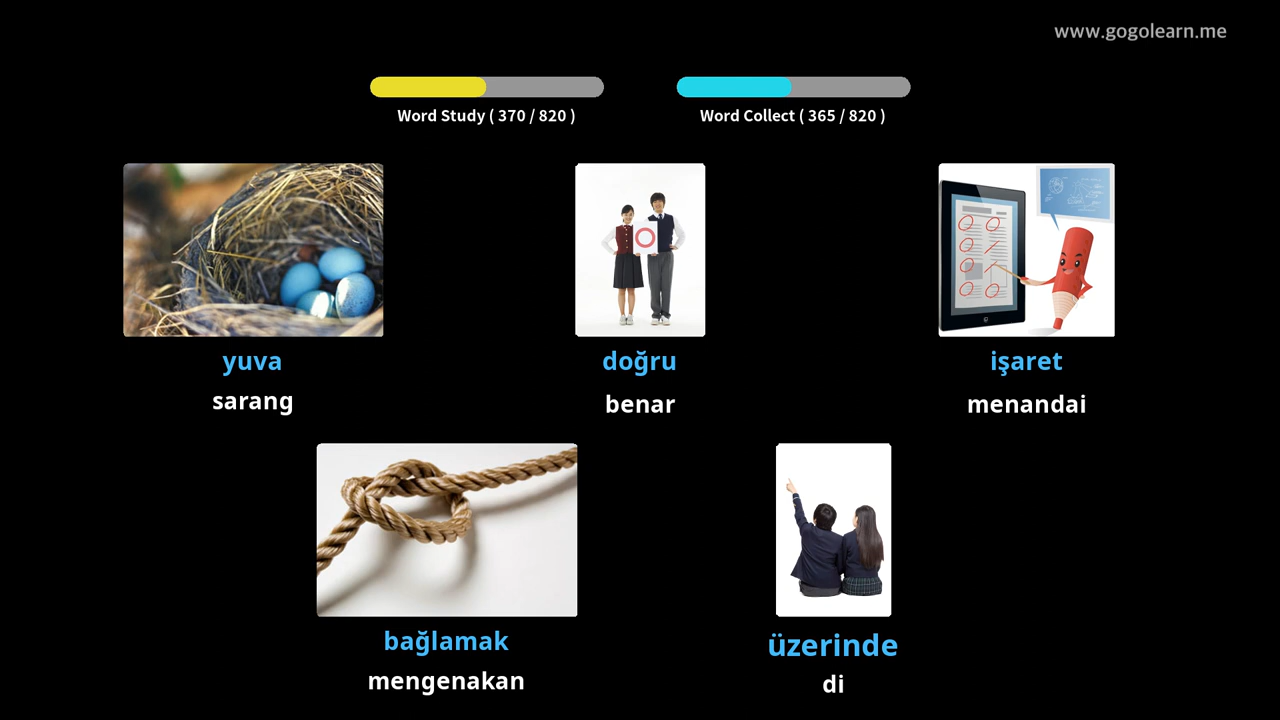 www.gogolearn.me
Word Study ( 370 / 820 )
Word Collect ( 365 / 820 )
yuva
sarang
doğru
benar
işaret
menandai
bağlamak
mengenakan
üzerinde
di